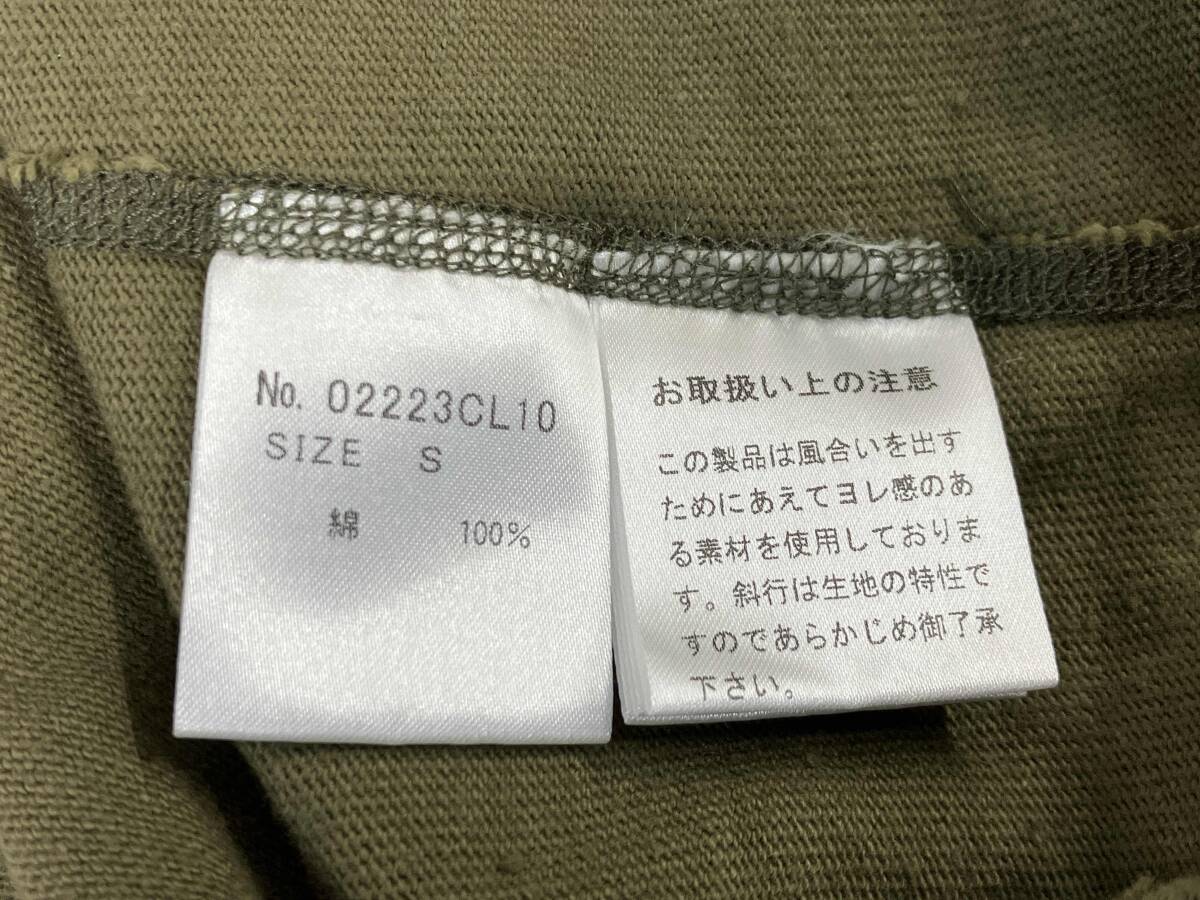 No. 02223CL10
SIZE S
綿 100%
お取扱い上の注意
この製品は風合いを出す
ためにあえてヨレ感のあ
る素材を使用しておりま
す。斜行は生地の特性で
すのであらかじめ御了承
下さい。